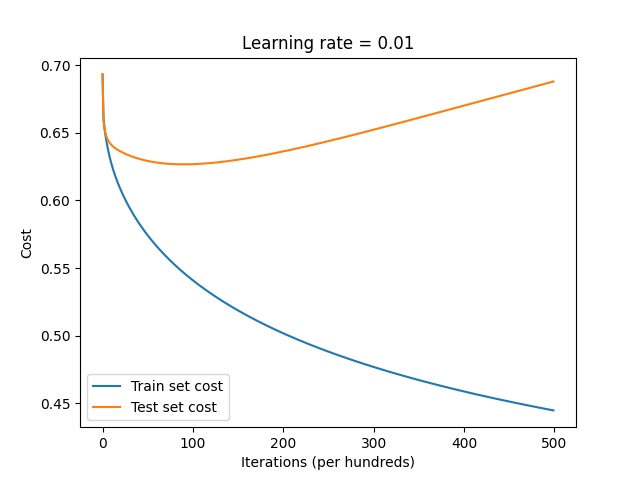 Learning rate = 0.01
0.70
0.65
0.60
0.55
0.50
0.45
Cost
Train set cost
Test set cost
0 100 200 300 400 500
Iterations (per hundreds)